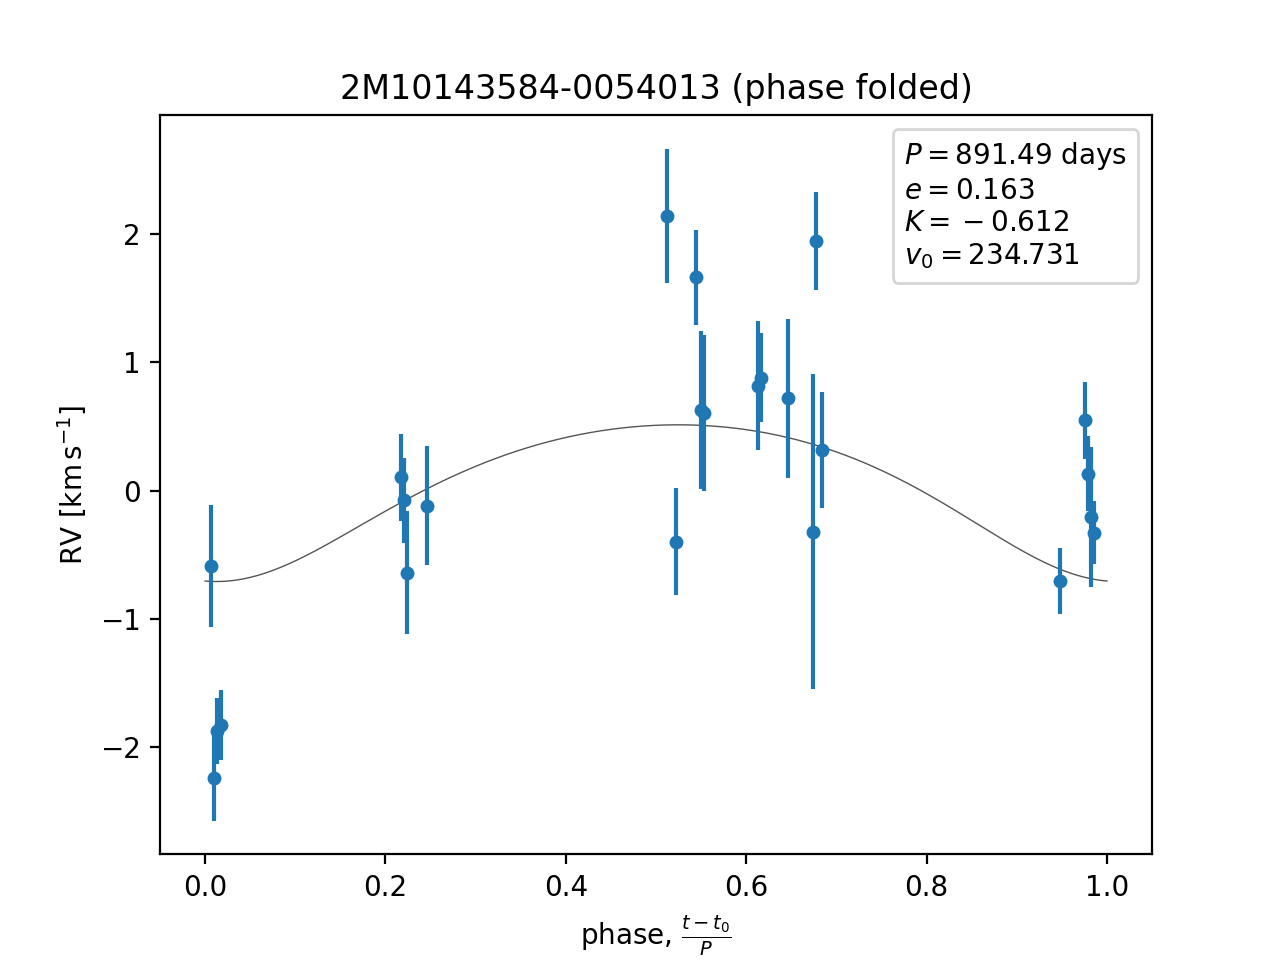 2M10143584-0054013 (phase folded)
P = 891.49 days
e = 0.163
K = −0.612
v₀ = 234.731
2
1
0
−1
−2
RV [km s⁻¹]
0.0 0.2 0.4 0.6 0.8 1.0
phase, (t − t₀)/P